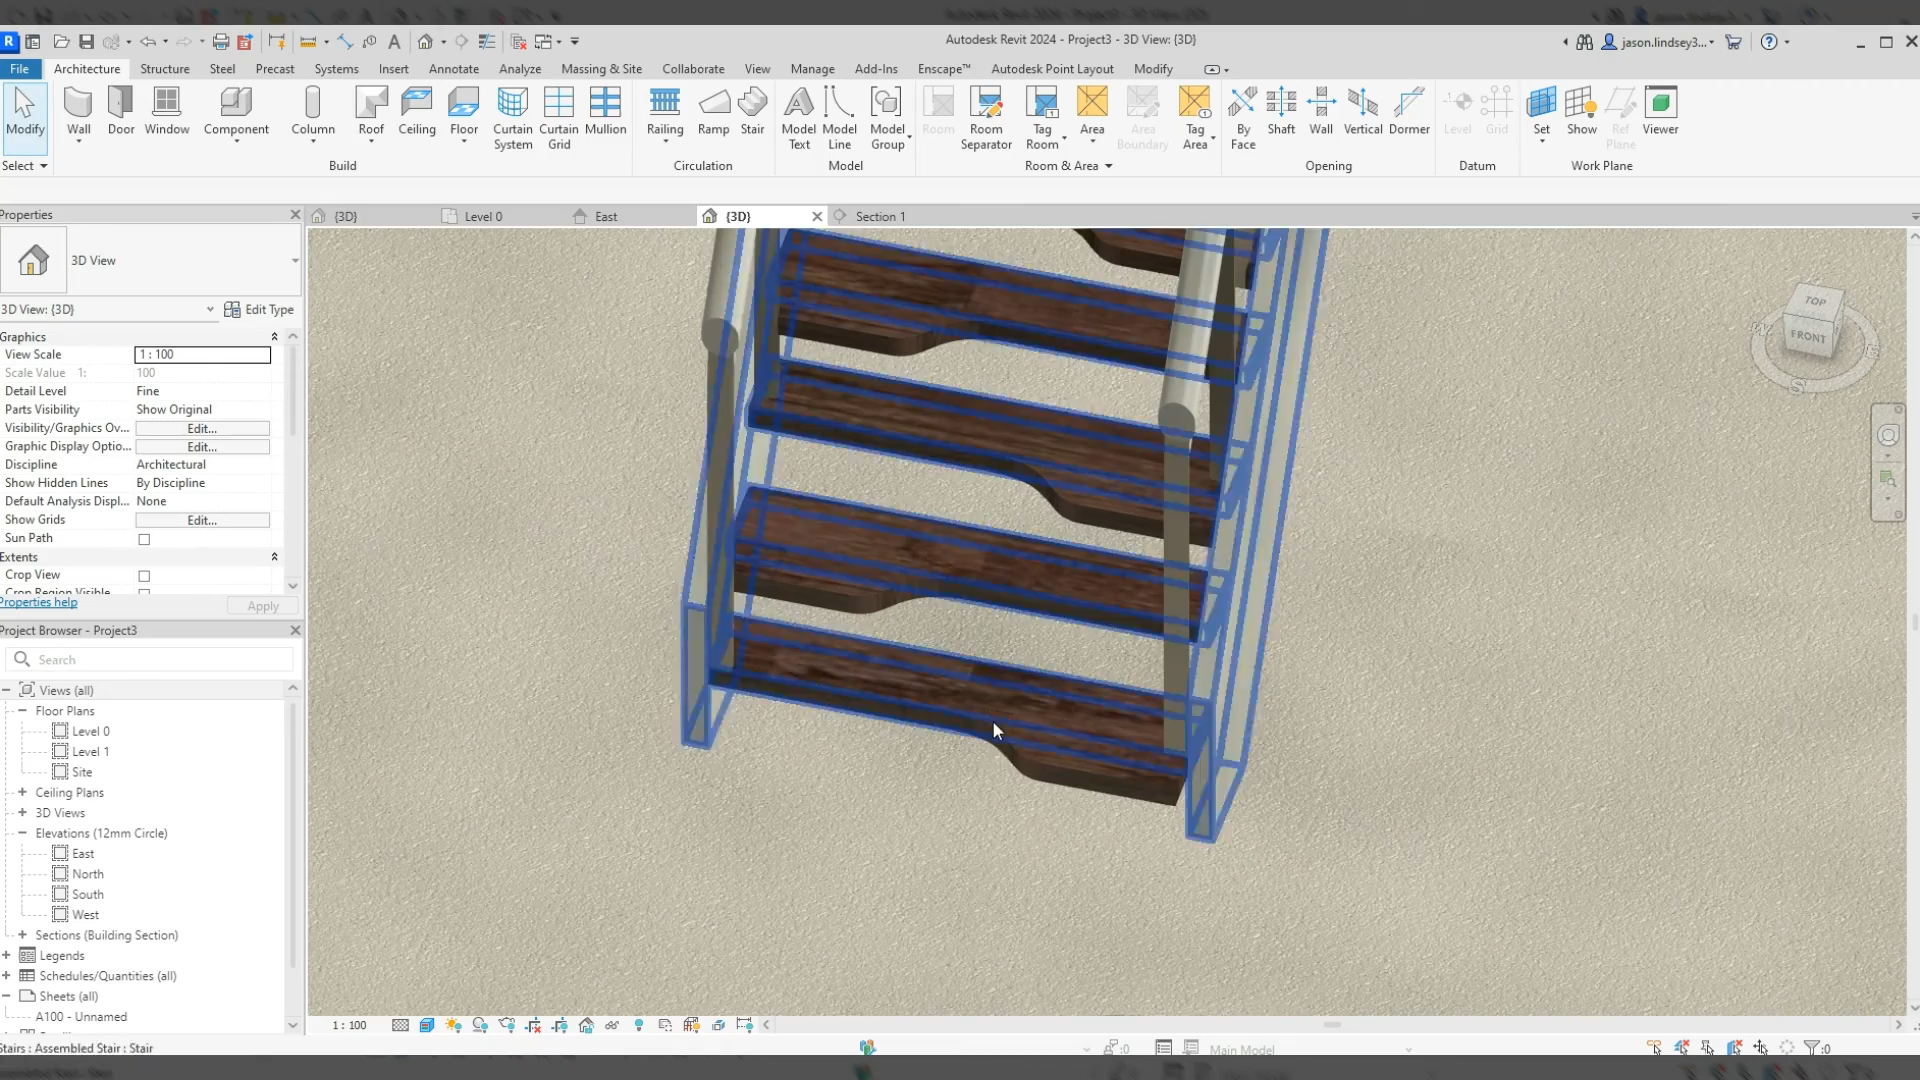 Autodesk Revit 2024 - Project3 - 3D View: {3D}
jason.lindsey3...
File Architecture Structure Steel Precast Systems Insert Annotate Analyze Massing & Site Collaborate View Manage Add-Ins Enscape™ Autodesk Point Layout Modify
Modify
Wall
Door
Window
Component
Column
Roof
Ceiling
Floor
Curtain System
Curtain Grid
Mullion
Railing
Ramp
Stair
Model Text
Model Line
Model Group
Room
Room Separator
Tag Room
Area
Area Boundary
Tag Area
By Face
Shaft
Wall
Vertical
Dormer
Level
Grid
Set
Show
Ref Plane
Viewer
Select
Build
Circulation
Model
Room & Area
Opening
Datum
Work Plane
Properties
{3D}
Level 0
East
{3D}
Section 1
3D View
3D View: {3D}
Edit Type
Graphics
View Scale 1 : 100
Scale Value 1: 100
Detail Level Fine
Parts Visibility Show Original
Visibility/Graphics Ov... Edit...
Graphic Display Optio... Edit...
Discipline Architectural
Show Hidden Lines By Discipline
Default Analysis Displ... None
Show Grids Edit...
Sun Path
Extents
Crop View
Crop Region Visible
Properties help
Apply
Project Browser - Project3
Search
Views (all)
Floor Plans
Level 0
Level 1
Site
Ceiling Plans
3D Views
Elevations (12mm Circle)
East
North
South
West
Sections (Building Section)
Legends
Schedules/Quantities (all)
Sheets (all)
A100 - Unnamed
TOP
FRONT
1 : 100
Stairs : Assembled Stair : Stair
:0
Main Model
:0